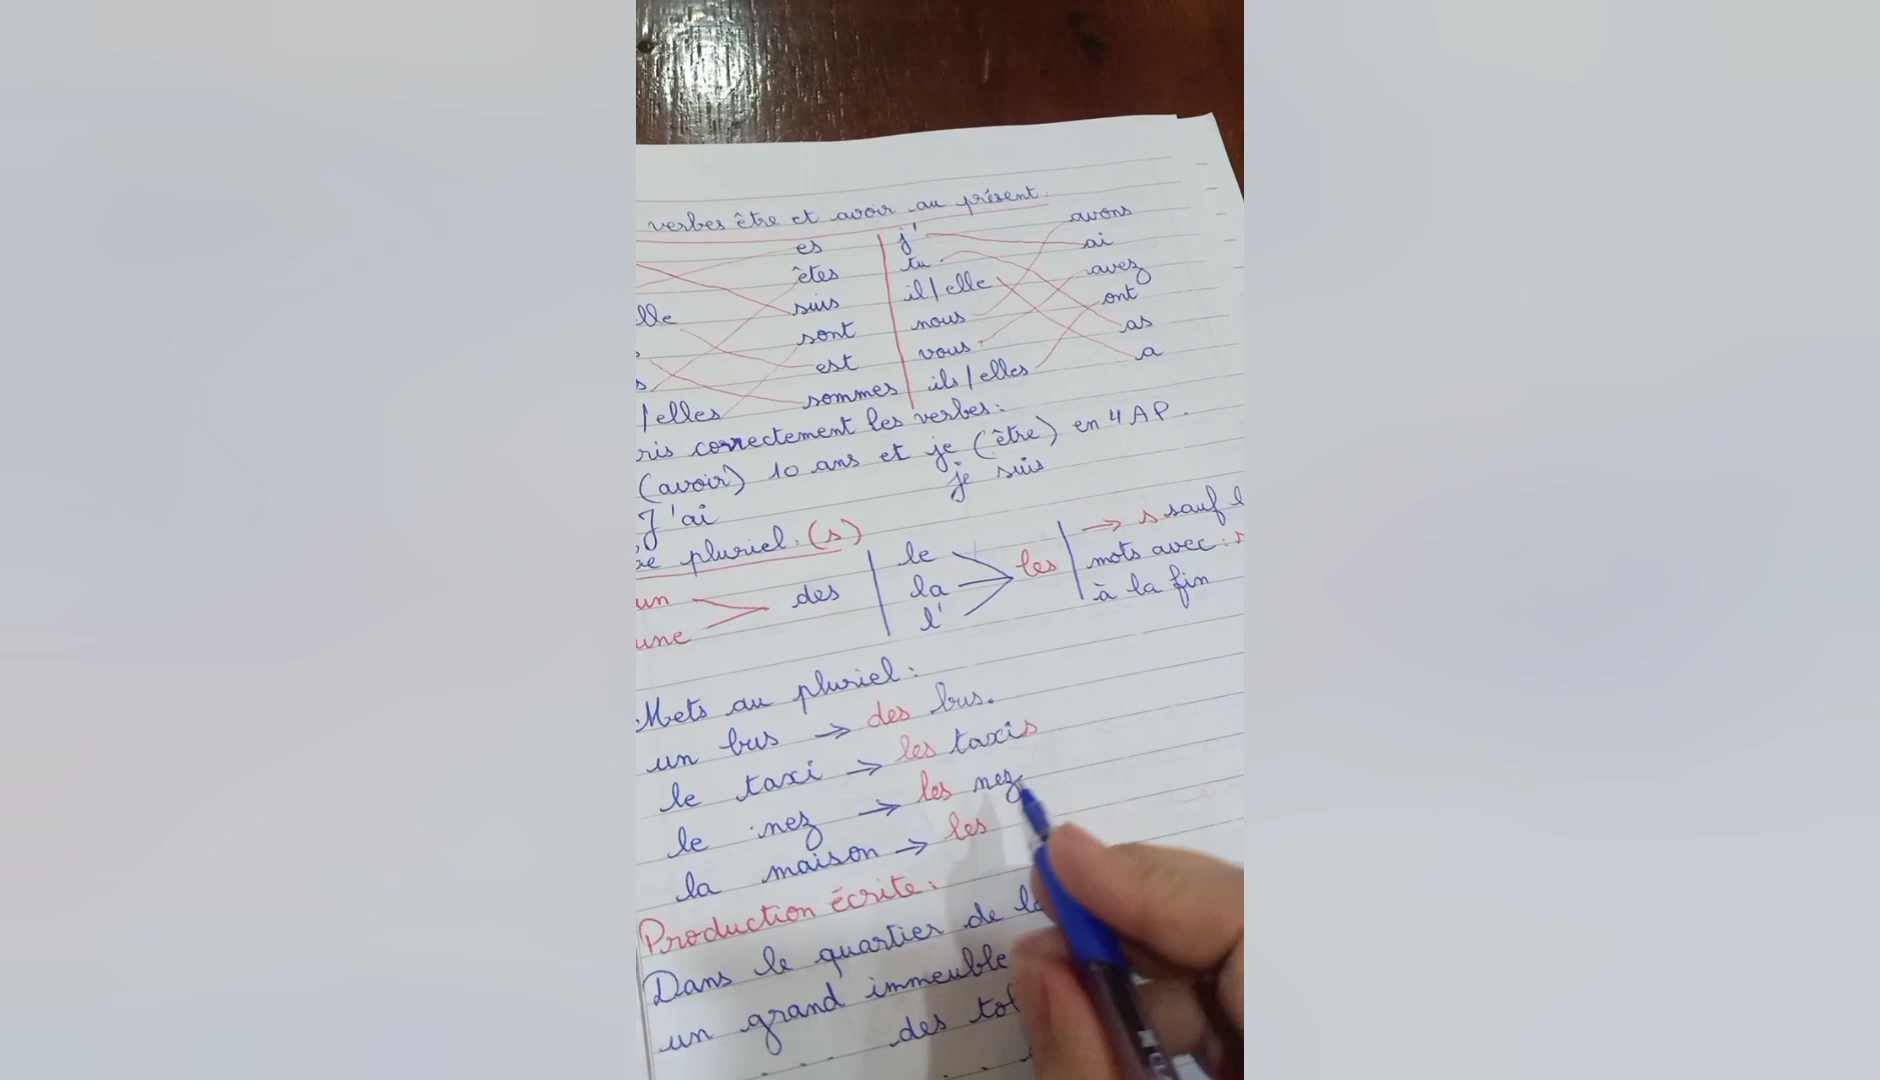 verbes être et avoir au présent.
es | j' avons
êtes tu ai
suis il/elle avez
lle sont nous ont
s est vous as
/elles sommes ils/elles a
ris correctement les verbes:
(avoir) 10 ans et je (être) en 4 AP.
J'ai je suis
re pluriel. (s)
un des | le les | → s sauf l
une la mots avec: s
l' à la fin
Mets au pluriel:
un bus → des bus.
le taxi → les taxis
le nez → les nez
la maison → les
Production écrite:
Dans le quartier de
un grand immeuble
des